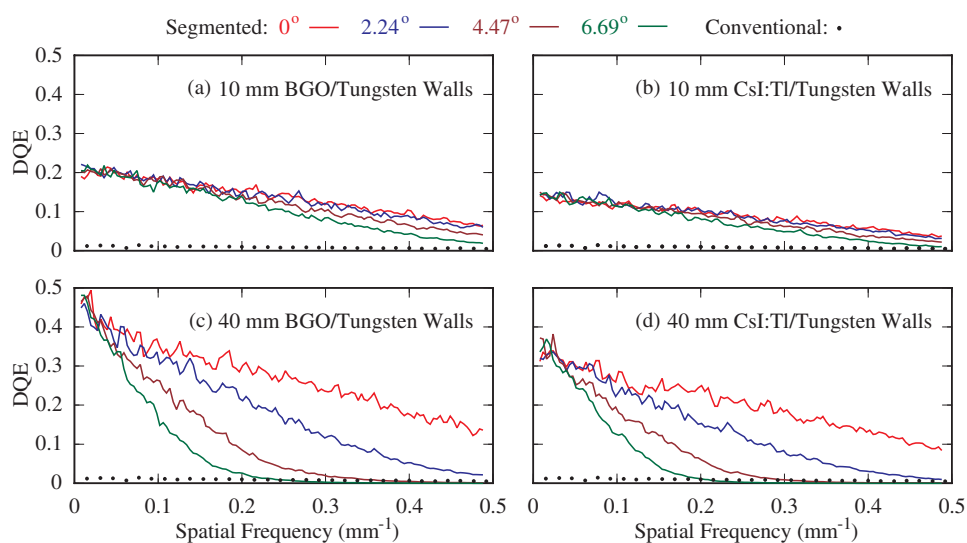 Segmented: 0° 2.24° 4.47° 6.69° Conventional:
(a) 10 mm BGO/Tungsten Walls
(b) 10 mm CsI:Tl/Tungsten Walls
DQE
0.5
0.4
0.3
0.2
0.1
0
(c) 40 mm BGO/Tungsten Walls
(d) 40 mm CsI:Tl/Tungsten Walls
DQE
0.5
0.4
0.3
0.2
0.1
0
0 0.1 0.2 0.3 0.4 0.5
0 0.1 0.2 0.3 0.4 0.5
Spatial Frequency (mm⁻¹) Spatial Frequency (mm⁻¹)